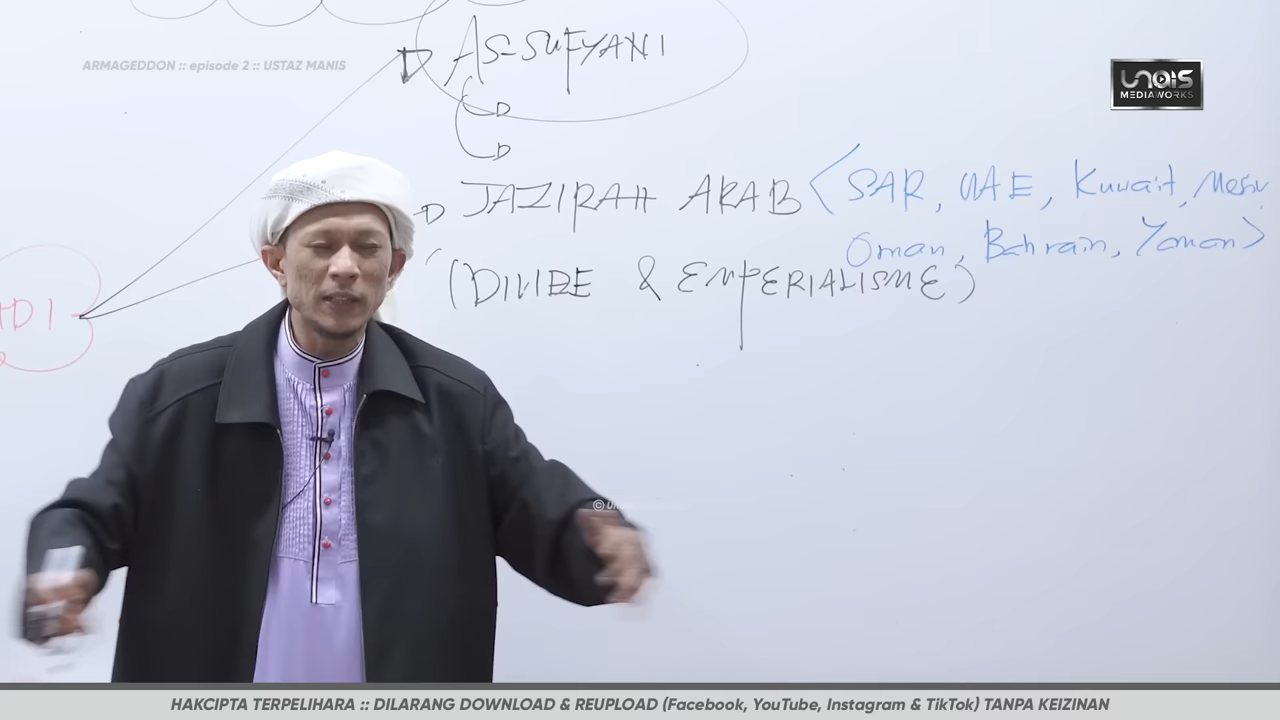 ARMAGEDDON :: episode 2 :: USTAZ MANIS
UNAIS
MEDIAWORKS
AS-SUFYANI
JAZIRAH ARAB <SAR, UAE, Kuwait, Mesir
Oman, Bahrain, Yaman>
(DIVIDE & EMPERIALISME)
HAKCIPTA TERPELIHARA :: DILARANG DOWNLOAD & REUPLOAD (Facebook, YouTube, Instagram & TikTok) TANPA KEIZINAN